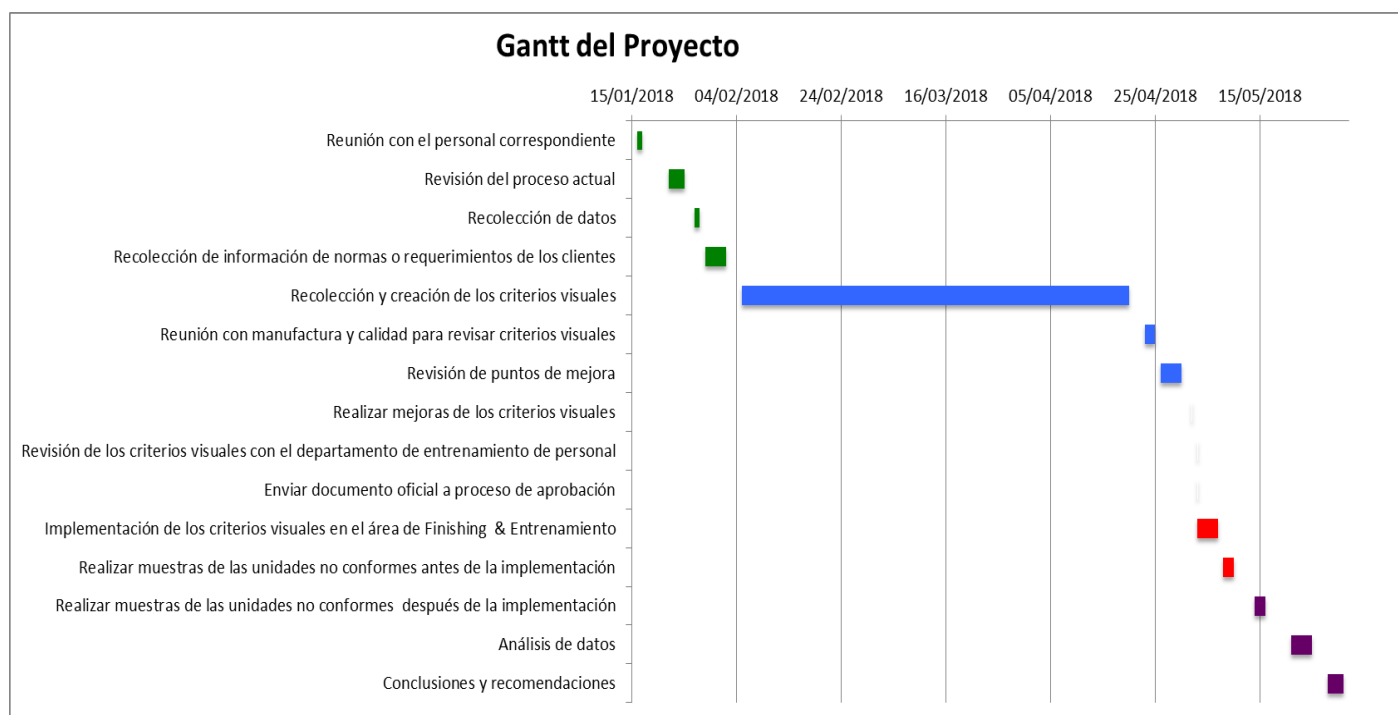 Gantt del Proyecto
15/01/2018 04/02/2018 24/02/2018 16/03/2018 05/04/2018 25/04/2018 15/05/2018
Reunión con el personal correspondiente
Revisión del proceso actual
Recolección de datos
Recolección de información de normas o requerimientos de los clientes
Recolección y creación de los criterios visuales
Reunión con manufactura y calidad para revisar criterios visuales
Revisión de puntos de mejora
Realizar mejoras de los criterios visuales
Revisión de los criterios visuales con el departamento de entrenamiento de personal
Enviar documento oficial a proceso de aprobación
Implementación de los criterios visuales en el área de Finishing & Entrenamiento
Realizar muestras de las unidades no conformes antes de la implementación
Realizar muestras de las unidades no conformes después de la implementación
Análisis de datos
Conclusiones y recomendaciones